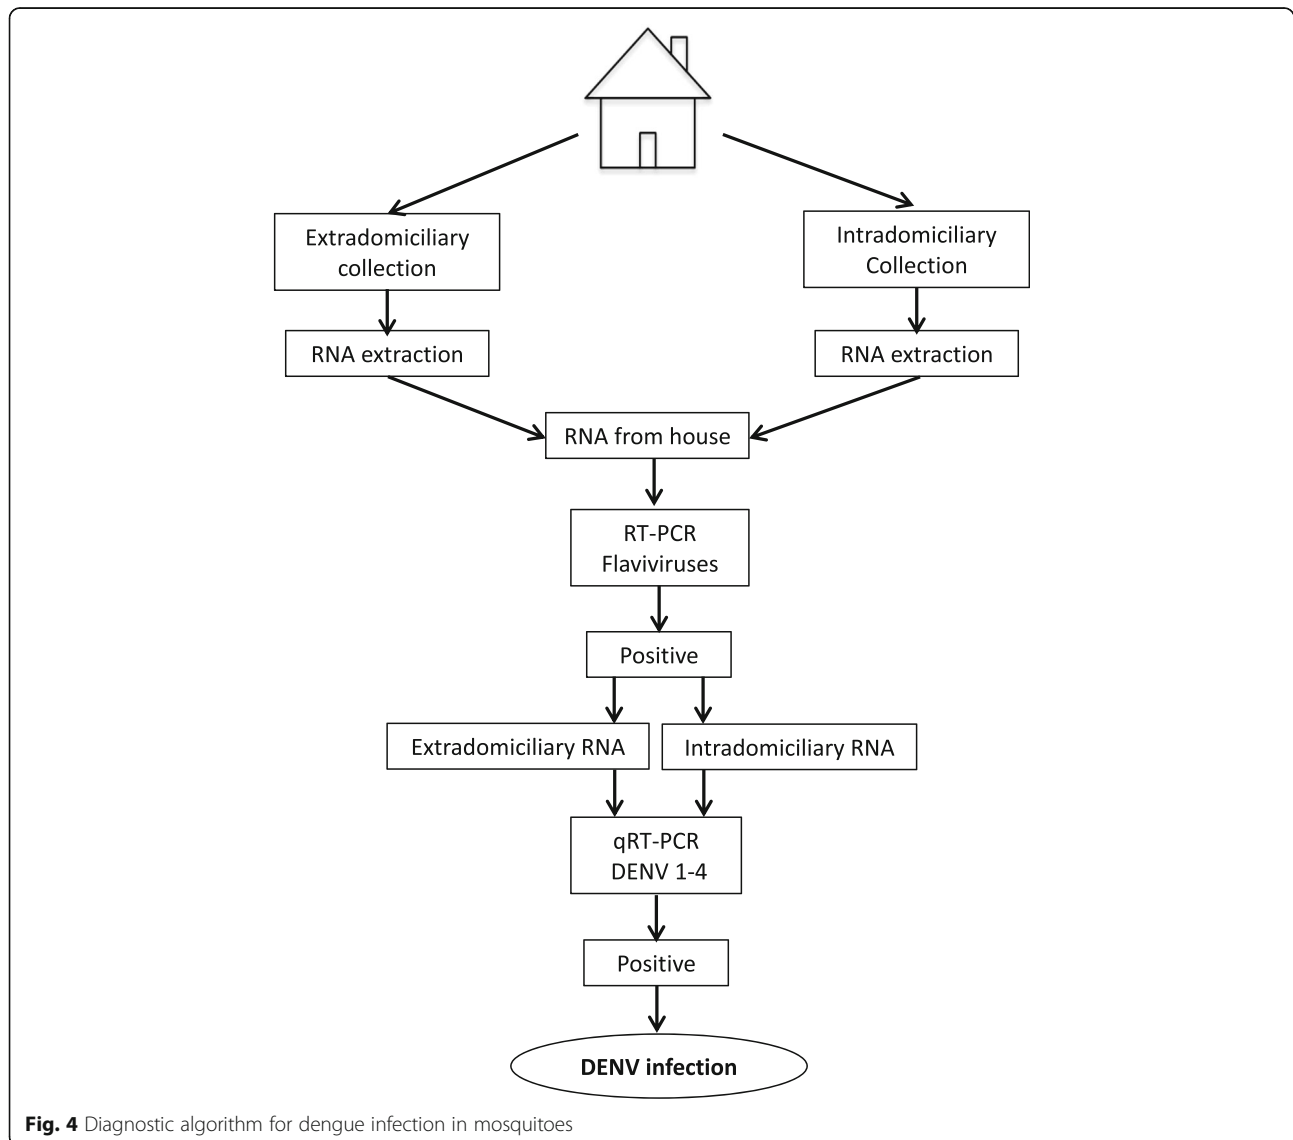 Extradomiciliary
collection
Intradomiciliary
Collection
RNA extraction
RNA extraction
RNA from house
RT-PCR
Flaviviruses
Positive
Extradomiciliary RNA
Intradomiciliary RNA
qRT-PCR
DENV 1-4
Positive
DENV infection
Fig. 4 Diagnostic algorithm for dengue infection in mosquitoes